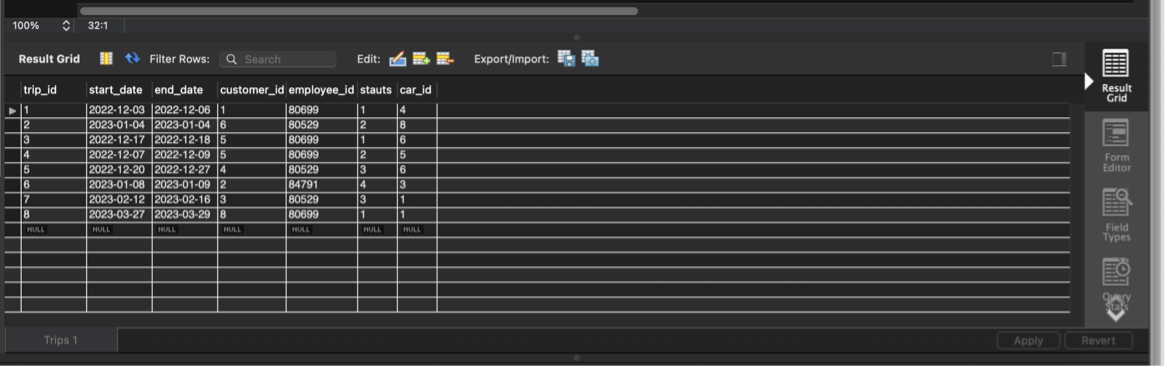 100% 32:1
Result Grid Filter Rows: Search Edit: Export/Import:
trip_id start_date end_date customer_id employee_id stauts car_id
1 2022-12-03 2022-12-06 1 80699 1 4
2 2023-01-04 2023-01-04 6 80529 2 8
3 2022-12-17 2022-12-18 5 80699 1 6
4 2022-12-07 2022-12-09 5 80699 2 5
5 2022-12-20 2022-12-27 4 80529 3 6
6 2023-01-08 2023-01-09 2 84791 4 3
7 2023-02-12 2023-02-16 3 80529 3 1
8 2023-03-27 2023-03-29 8 80699 1 1
NULL NULL NULL NULL NULL NULL NULL
Result
Grid
Form
Editor
Field
Types
Query
Stats
Trips 1 Apply Revert